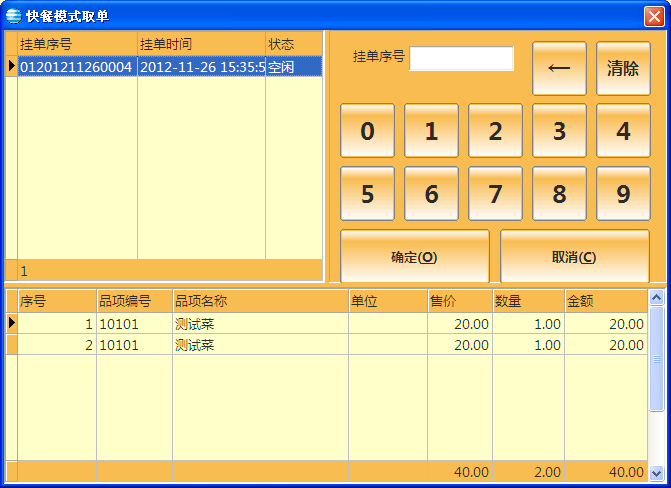 快餐模式取单
挂单序号 挂单时间 状态
01201211260004 2012-11-26 15:35:5 空闲
1
挂单序号
← 清除
0 1 2 3 4
5 6 7 8 9
确定(O) 取消(C)
序号 品项编号 品项名称 单位 售价 数量 金额
1 10101 测试菜 20.00 1.00 20.00
2 10101 测试菜 20.00 1.00 20.00
40.00 2.00 40.00